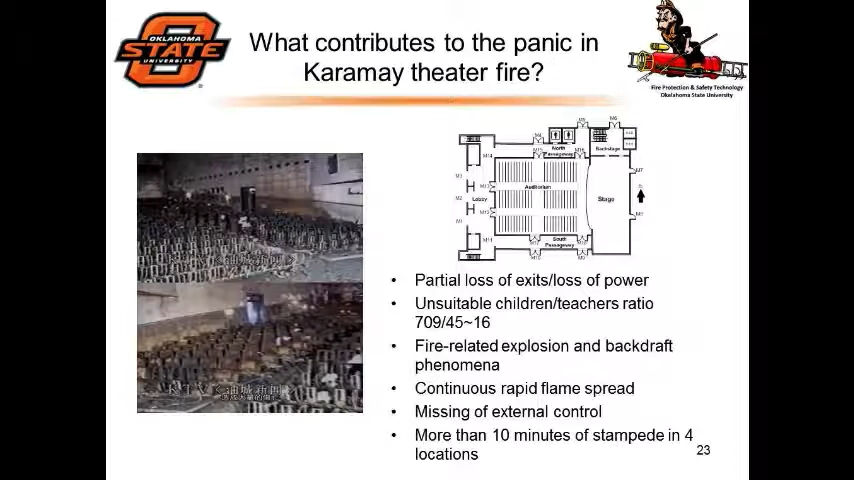 OKLAHOMA
STATE
UNIVERSITY
What contributes to the panic in
Karamay theater fire?
Fire Protection & Safety Technology
Oklahoma State University
North
Passageway
Backstage
Auditorium
Lobby
Stage
South
Passageway
M14
M7
• Partial loss of exits/loss of power
• Unsuitable children/teachers ratio
709/45~16
• Fire-related explosion and backdraft
phenomena
• Continuous rapid flame spread
• Missing of external control
• More than 10 minutes of stampede in 4
locations
23